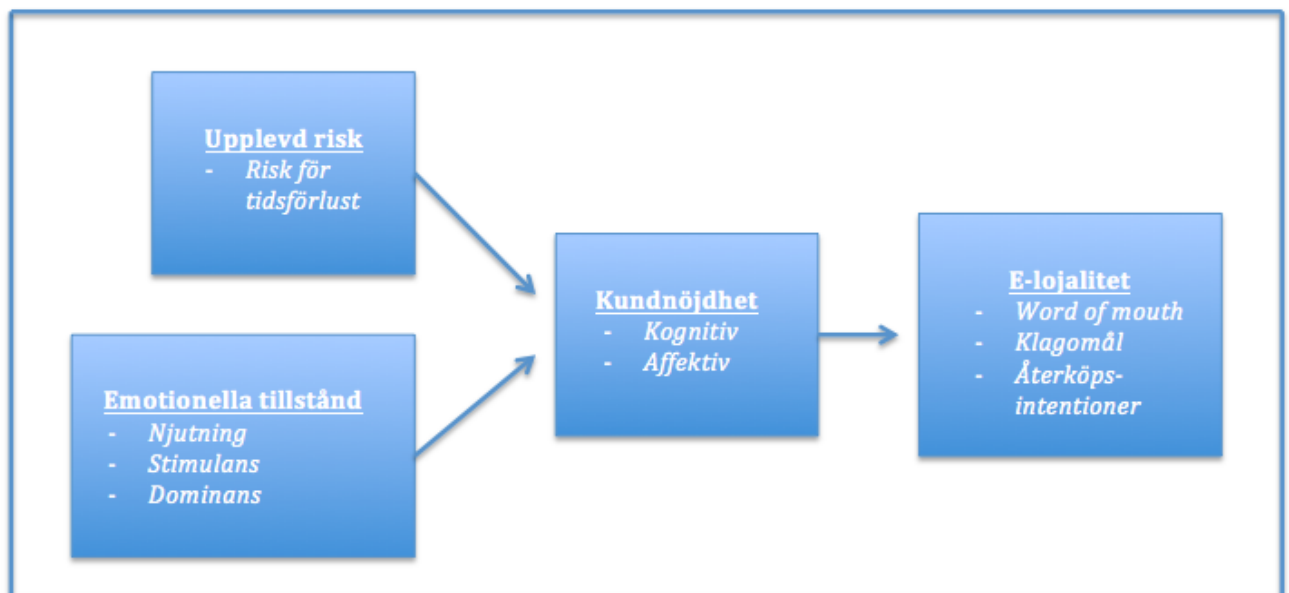 Upplevd risk
- Risk för
tidsförlust
Emotionella tillstånd
- Njutning
- Stimulans
- Dominans
Kundnöjdhet
- Kognitiv
- Affektiv
E-lojalitet
- Word of mouth
- Klagomål
- Återköps-
intentioner